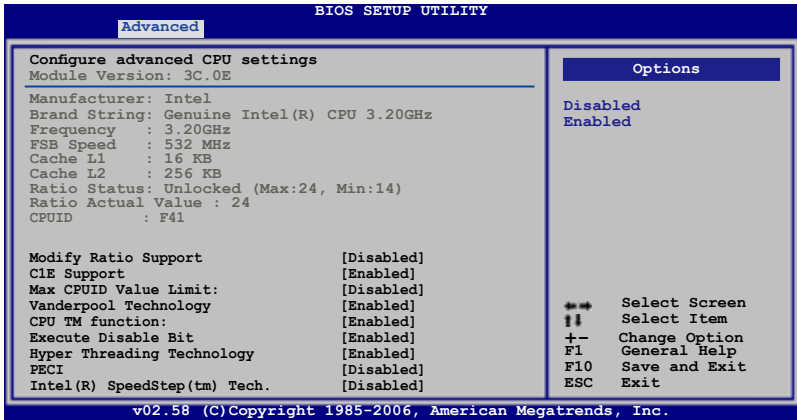 BIOS SETUP UTILITY
Advanced
Configure advanced CPU settings
Module Version: 3C.0E
Manufacturer: Intel
Brand String: Genuine Intel(R) CPU 3.20GHz
Frequency : 3.20GHz
FSB Speed : 532 MHz
Cache L1 : 16 KB
Cache L2 : 256 KB
Ratio Status: Unlocked (Max:24, Min:14)
Ratio Actual Value : 24
CPUID : F41
Modify Ratio Support [Disabled]
C1E Support [Enabled]
Max CPUID Value Limit: [Disabled]
Vanderpool Technology [Enabled]
CPU TM function: [Enabled]
Execute Disable Bit [Enabled]
Hyper Threading Technology [Enabled]
PECI [Disabled]
Intel(R) SpeedStep(tm) Tech. [Disabled]
Options
Disabled
Enabled
←→ Select Screen
↑↓ Select Item
+- Change Option
F1 General Help
F10 Save and Exit
ESC Exit
v02.58 (C)Copyright 1985-2006, American Megatrends, Inc.